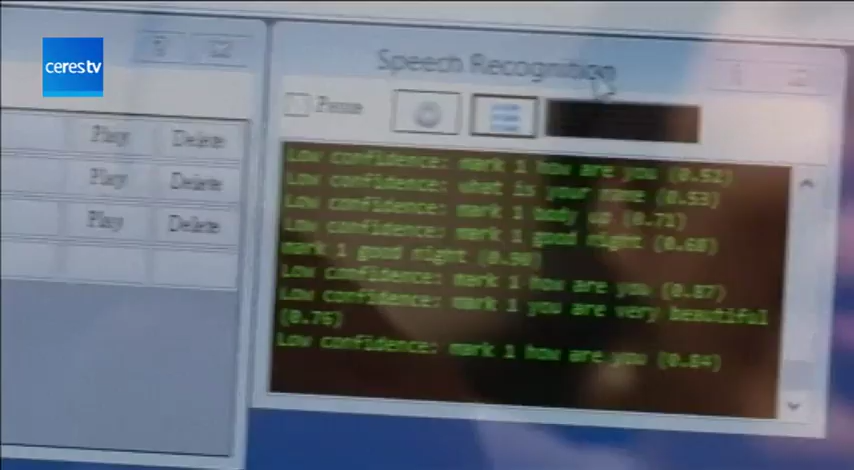 ceres tv
Speech Recognition
Pause
Play Delete
Play Delete
Play Delete
Low confidence: mark 1 how are you (0.52)
Low confidence: what is your name (0.53)
Low confidence: mark 1 body up (0.71)
Low confidence: mark 1 good night (0.68)
mark 1 good night (0.90)
Low confidence: mark 1 how are you (0.87)
Low confidence: mark 1 you are very beautiful
(0.76)
Low confidence: mark 1 how are you (0.84)